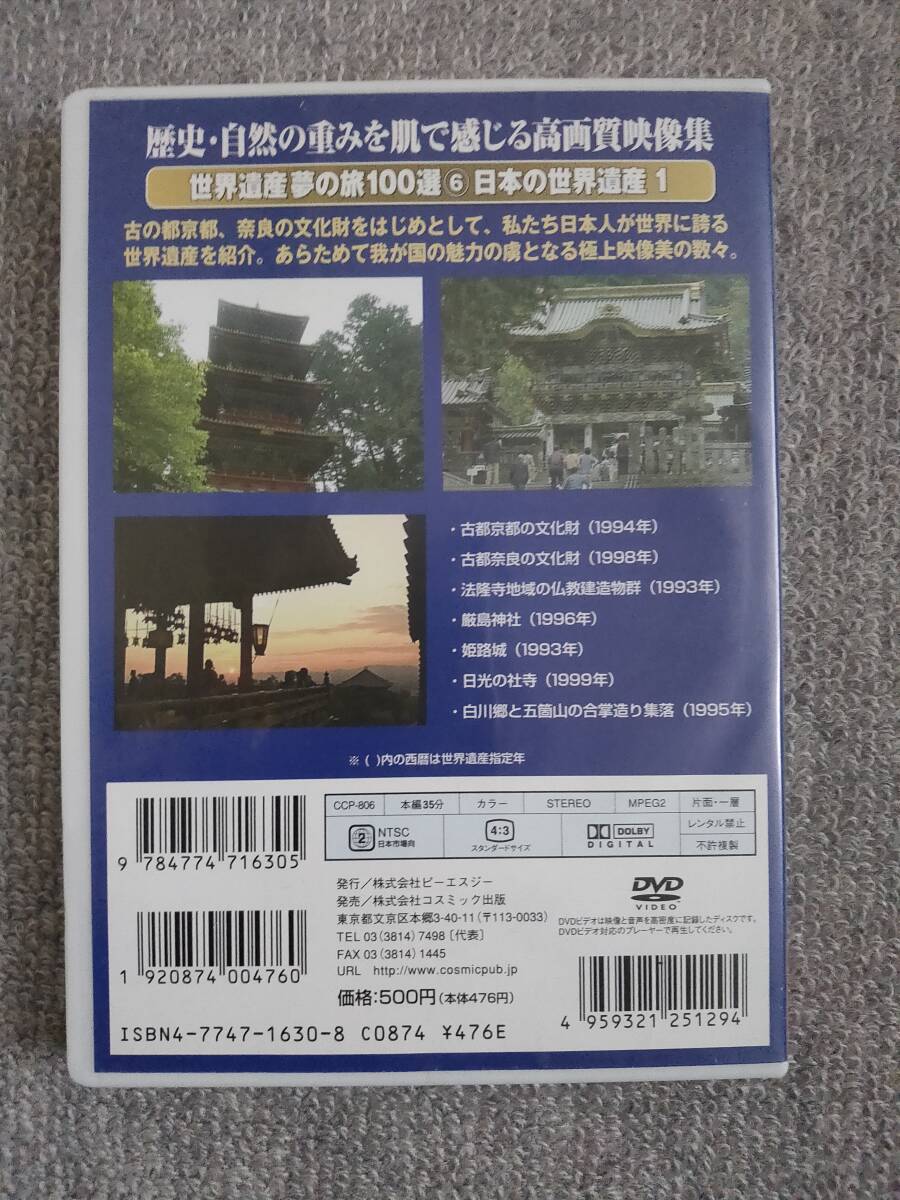 歴史・自然の重みを肌で感じる高画質映像集
世界遺産夢の旅100選⑥日本の世界遺産1
古の都京都、奈良の文化財をはじめとして、私たち日本人が世界に誇る
世界遺産を紹介。あらためて我が国の魅力の虜となる極上映像美の数々。
・古都京都の文化財(1994年)
・古都奈良の文化財(1998年)
・法隆寺地域の仏教建造物群(1993年)
・厳島神社(1996年)
・姫路城(1993年)
・日光の社寺(1999年)
・白川郷と五箇山の合掌造り集落(1995年)
※( )内の西暦は世界遺産指定年
9 784774 716305
1 920874 004760
CCP-806 本編35分 カラー STEREO MPEG2 片面・一層
2 NTSC 日本市場向
4:3 スタンダードサイズ
DOLBY DIGITAL
レンタル禁止
不許複製
発行/株式会社ビーエスジー
発売/株式会社コスミック出版
東京都文京区本郷3-40-11(〒113-0033)
TEL 03(3814)7498〔代表〕
FAX 03(3814)1445
URL http://www.cosmicpub.jp
価格:500円(本体476円)
DVD VIDEO
DVDビデオは映像と音声を高密度に記録したディスクです。
DVDビデオ対応のプレーヤーで再生してください。
ISBN4-7747-1630-8 C0874 ¥476E
4 959321 251294